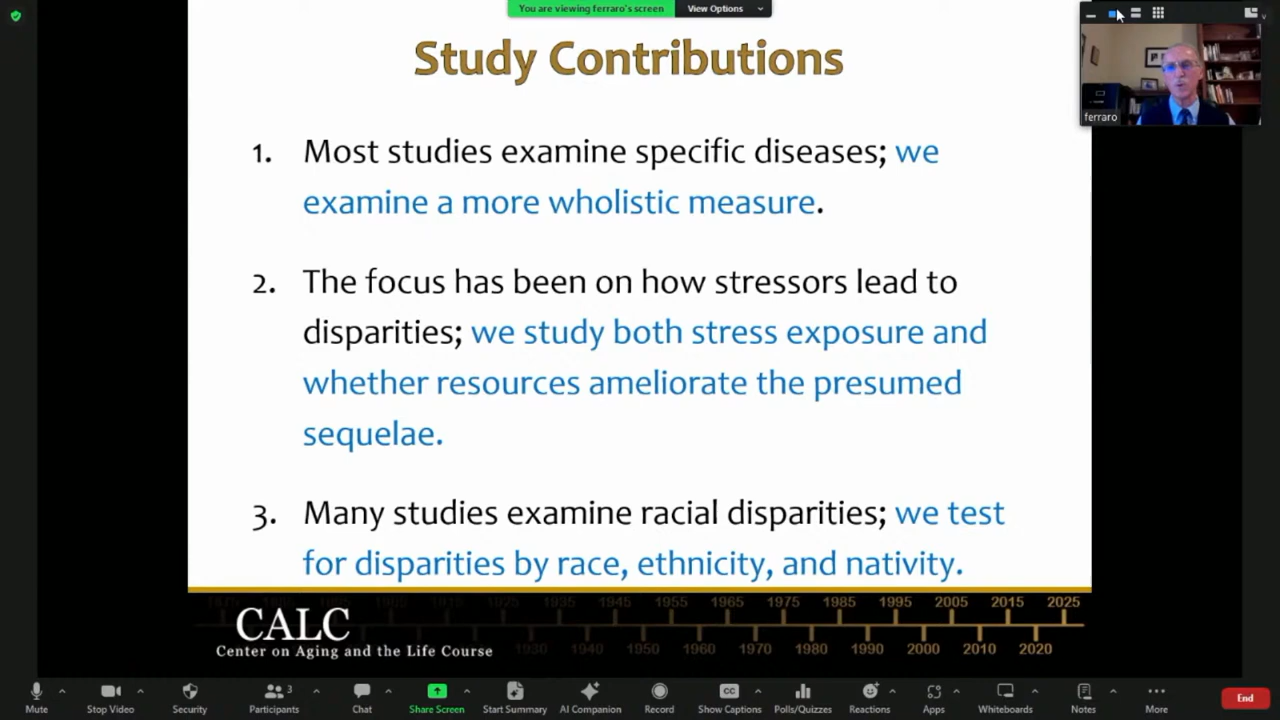 You are viewing ferraro's screen
View Options
Study Contributions
ferraro
1. Most studies examine specific diseases; we
examine a more wholistic measure.
2. The focus has been on how stressors lead to
disparities; we study both stress exposure and
whether resources ameliorate the presumed
sequelae.
3. Many studies examine racial disparities; we test
for disparities by race, ethnicity, and nativity.
1935 1945 1955 1965 1975 1985 1995 2005 2015 2025
CALC
Center on Aging and the Life Course
1930 1940 1950 1960 1970 1980 1990 2000 2010 2020
3
Mute Stop Video Security Participants Chat Share Screen Start Summary AI Companion Record Show Captions Polls/Quizzes Reactions Apps Whiteboards Notes More End